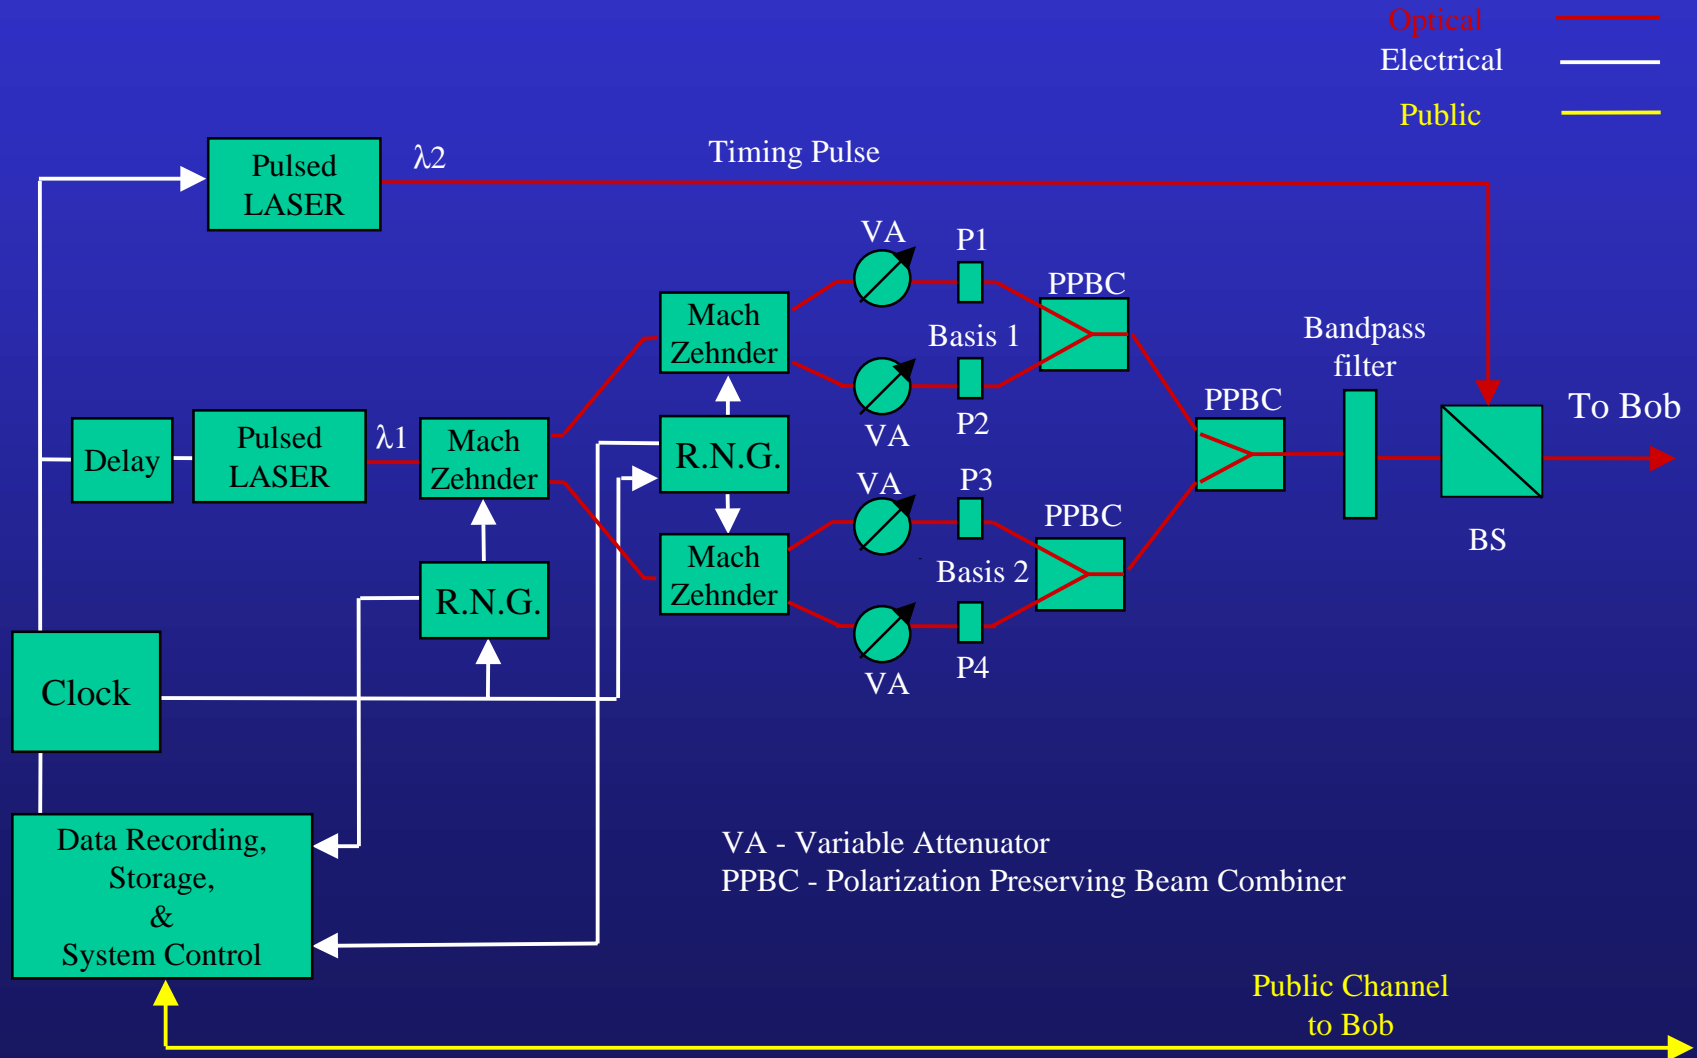 Optical
Electrical
Public
Pulsed
LASER
λ2
Timing Pulse
VA
P1
PPBC
Mach
Zehnder
Basis 1
Bandpass
filter
VA
P2
PPBC
To Bob
Delay
Pulsed
LASER
λ1
Mach
Zehnder
R.N.G.
VA
P3
PPBC
BS
Mach
Zehnder
Basis 2
R.N.G.
VA
P4
Clock
Data Recording,
Storage,
&
System Control
VA - Variable Attenuator
PPBC - Polarization Preserving Beam Combiner
Public Channel
to Bob